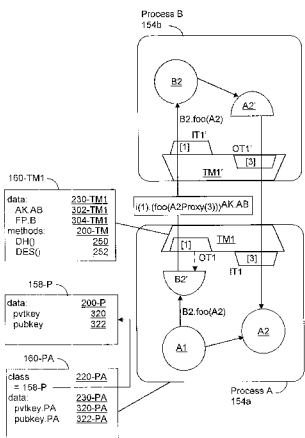 Process B
154b
B2
A2'
B2.foo(A2)
IT1'
OT1'
[1]
[3]
TM1'
160-TM1
i(1).(foo(A2Proxy(3)))AK.AB
data: 230-TM1
AK.AB 302-TM1
FP.B 304-TM1
methods: 200-TM
DH() 250
DES() 252
[1]
TM1
[3]
OT1
IT1
B2'
158-P
data: 200-P
pvtkey 320
pubkey 322
B2.foo(A2)
A1
A2
160-PA
class 220-PA
= 158-P
data: 230-PA
pvtkey.PA 320-PA
pubkey.PA 322-PA
Process A
154a